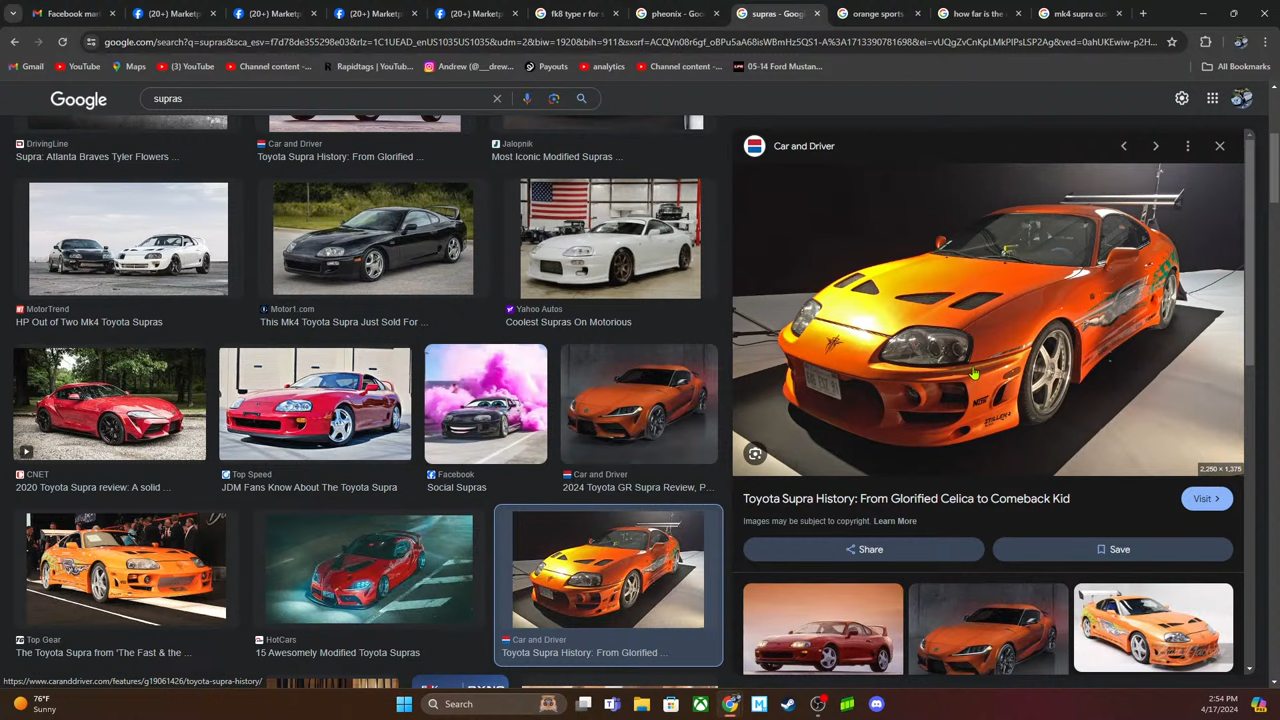 Facebook mar
(20+) Marketp
(20+) Marketp
(20+) Marketp
(20+) Marketp
fk8 type r for s
pheonix - Goo
supras - Googl
orange sports
how far is the
mk4 supra cus
google.com/search?q=supras&sca_esv=f7d78de355298e03&rlz=1C1UEAD_enUS1035US1035&udm=2&biw=1920&bih=911&sxsrf=ACQVn08gf_oBPu5aA68isWBmHz5QS1-A%3A1713390781698&ei=vUQgZvCnKpLMkPIPsLSP2Ag&ved=0ahUKEwiw-p2H...
Gmail
YouTube
Maps
(3) YouTube
Channel content -...
Rapidtags | YouTub...
Andrew (@___drew...
Payouts
analytics
Channel content -...
05-14 Ford Mustan...
All Bookmarks
Google
supras
DrivingLine
Supra: Atlanta Braves Tyler Flowers ...
Car and Driver
Toyota Supra History: From Glorified ...
Jalopnik
Most Iconic Modified Supras ...
MotorTrend
HP Out of Two Mk4 Toyota Supras
Motor1.com
This Mk4 Toyota Supra Just Sold For ...
Yahoo Autos
Coolest Supras On Motorious
CNET
2020 Toyota Supra review: A solid ...
Top Speed
JDM Fans Know About The Toyota Supra
Facebook
Social Supras
Car and Driver
2024 Toyota GR Supra Review, P...
Top Gear
The Toyota Supra from 'The Fast & the ...
HotCars
15 Awesomely Modified Toyota Supras
Car and Driver
Toyota Supra History: From Glorified ...
Car and Driver
2,250 × 1,375
Toyota Supra History: From Glorified Celica to Comeback Kid
Visit
Images may be subject to copyright. Learn More
Share
Save
https://www.caranddriver.com/features/g19061426/toyota-supra-history/
76°F
Sunny
Search
2:54 PM
4/17/2024